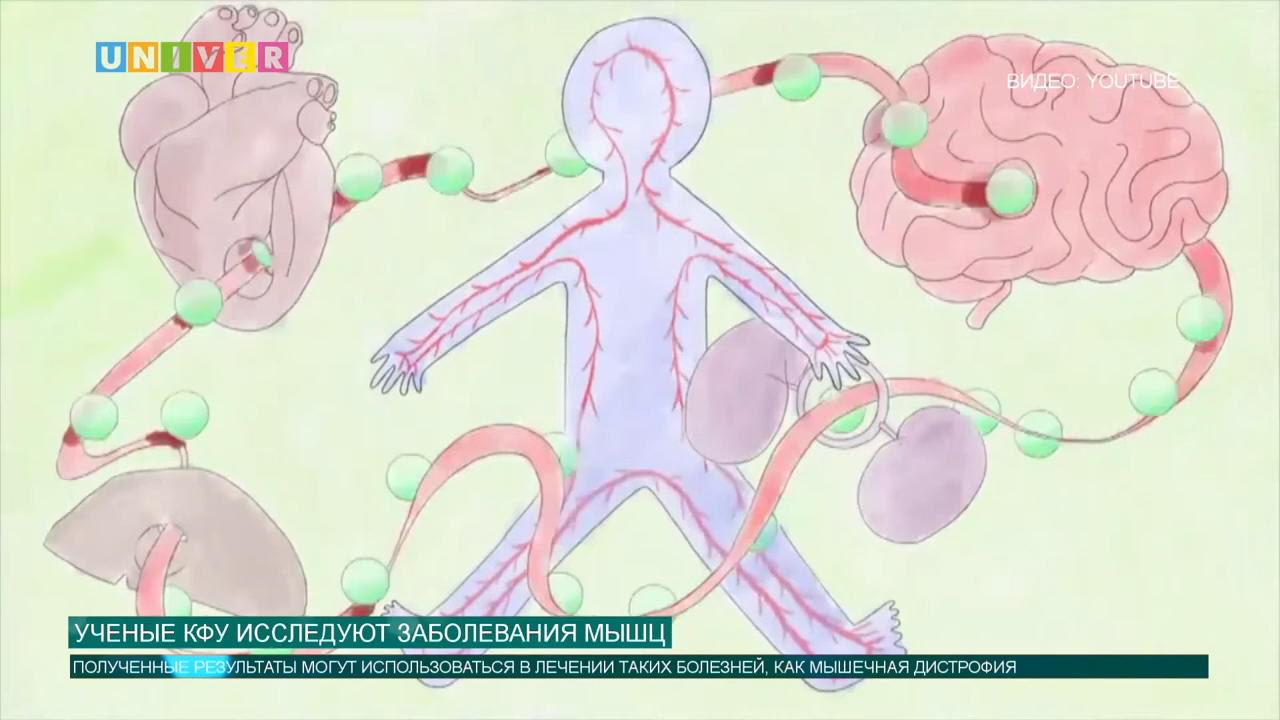 UNIVER
ВИДЕО: YOUTUBE
УЧЕНЫЕ КФУ ИССЛЕДУЮТ ЗАБОЛЕВАНИЯ МЫШЦ
ПОЛУЧЕННЫЕ РЕЗУЛЬТАТЫ МОГУТ ИСПОЛЬЗОВАТЬСЯ В ЛЕЧЕНИИ ТАКИХ БОЛЕЗНЕЙ, КАК МЫШЕЧНАЯ ДИСТРОФИЯ